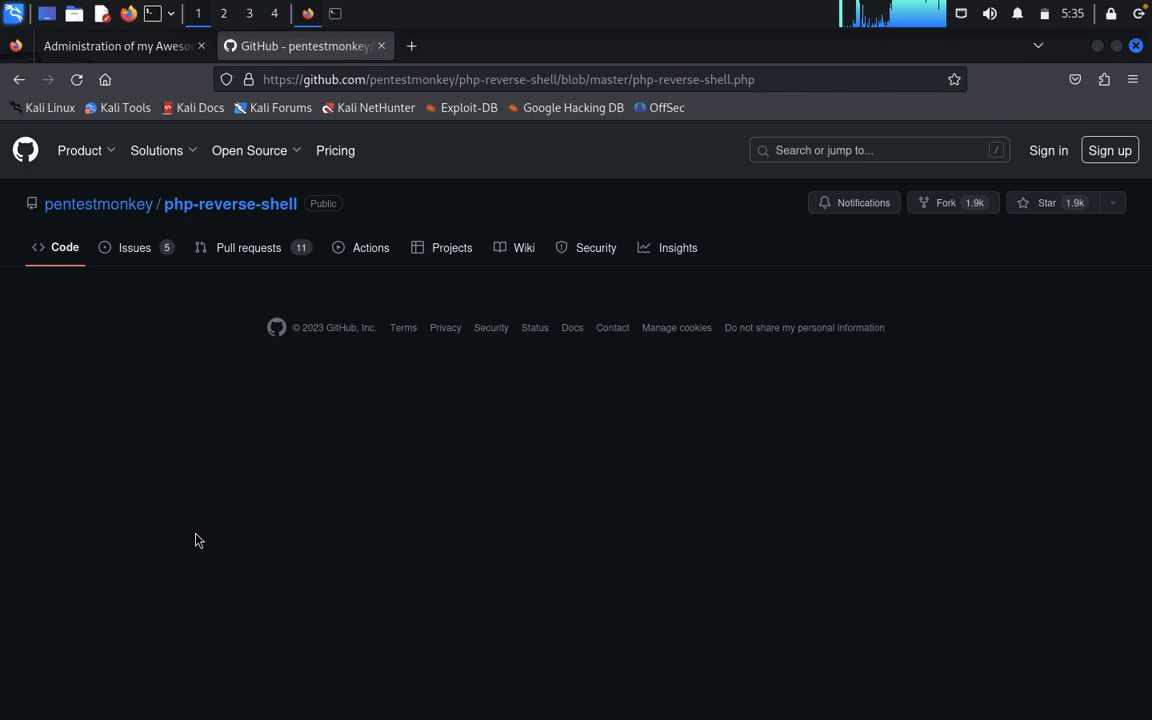 1 2 3 4 5:35
Administration of my Aweso GitHub - pentestmonkey/
https://github.com/pentestmonkey/php-reverse-shell/blob/master/php-reverse-shell.php
Kali Linux Kali Tools Kali Docs Kali Forums Kali NetHunter Exploit-DB Google Hacking DB OffSec
Product Solutions Open Source Pricing Search or jump to... / Sign in Sign up
pentestmonkey / php-reverse-shell Public Notifications Fork 1.9k Star 1.9k
Code Issues 5 Pull requests 11 Actions Projects Wiki Security Insights
© 2023 GitHub, Inc. Terms Privacy Security Status Docs Contact Manage cookies Do not share my personal information